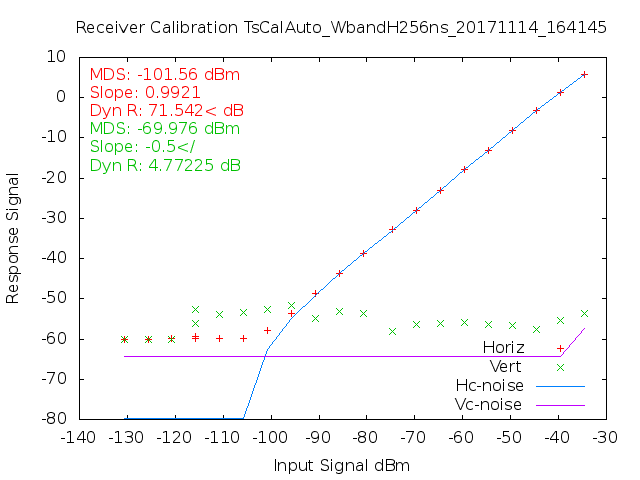 Receiver Calibration TsCalAuto_WbandH256ns_20171114_164145
MDS: -101.56 dBm
Slope: 0.9921
Dyn R: 71.542< dB
MDS: -69.976 dBm
Slope: -0.5</
Dyn R: 4.77225 dB
Response Signal
10
0
-10
-20
-30
-40
-50
-60
-70
-80
Horiz
Vert
Hc-noise
Vc-noise
-140 -130 -120 -110 -100 -90 -80 -70 -60 -50 -40 -30
Input Signal dBm